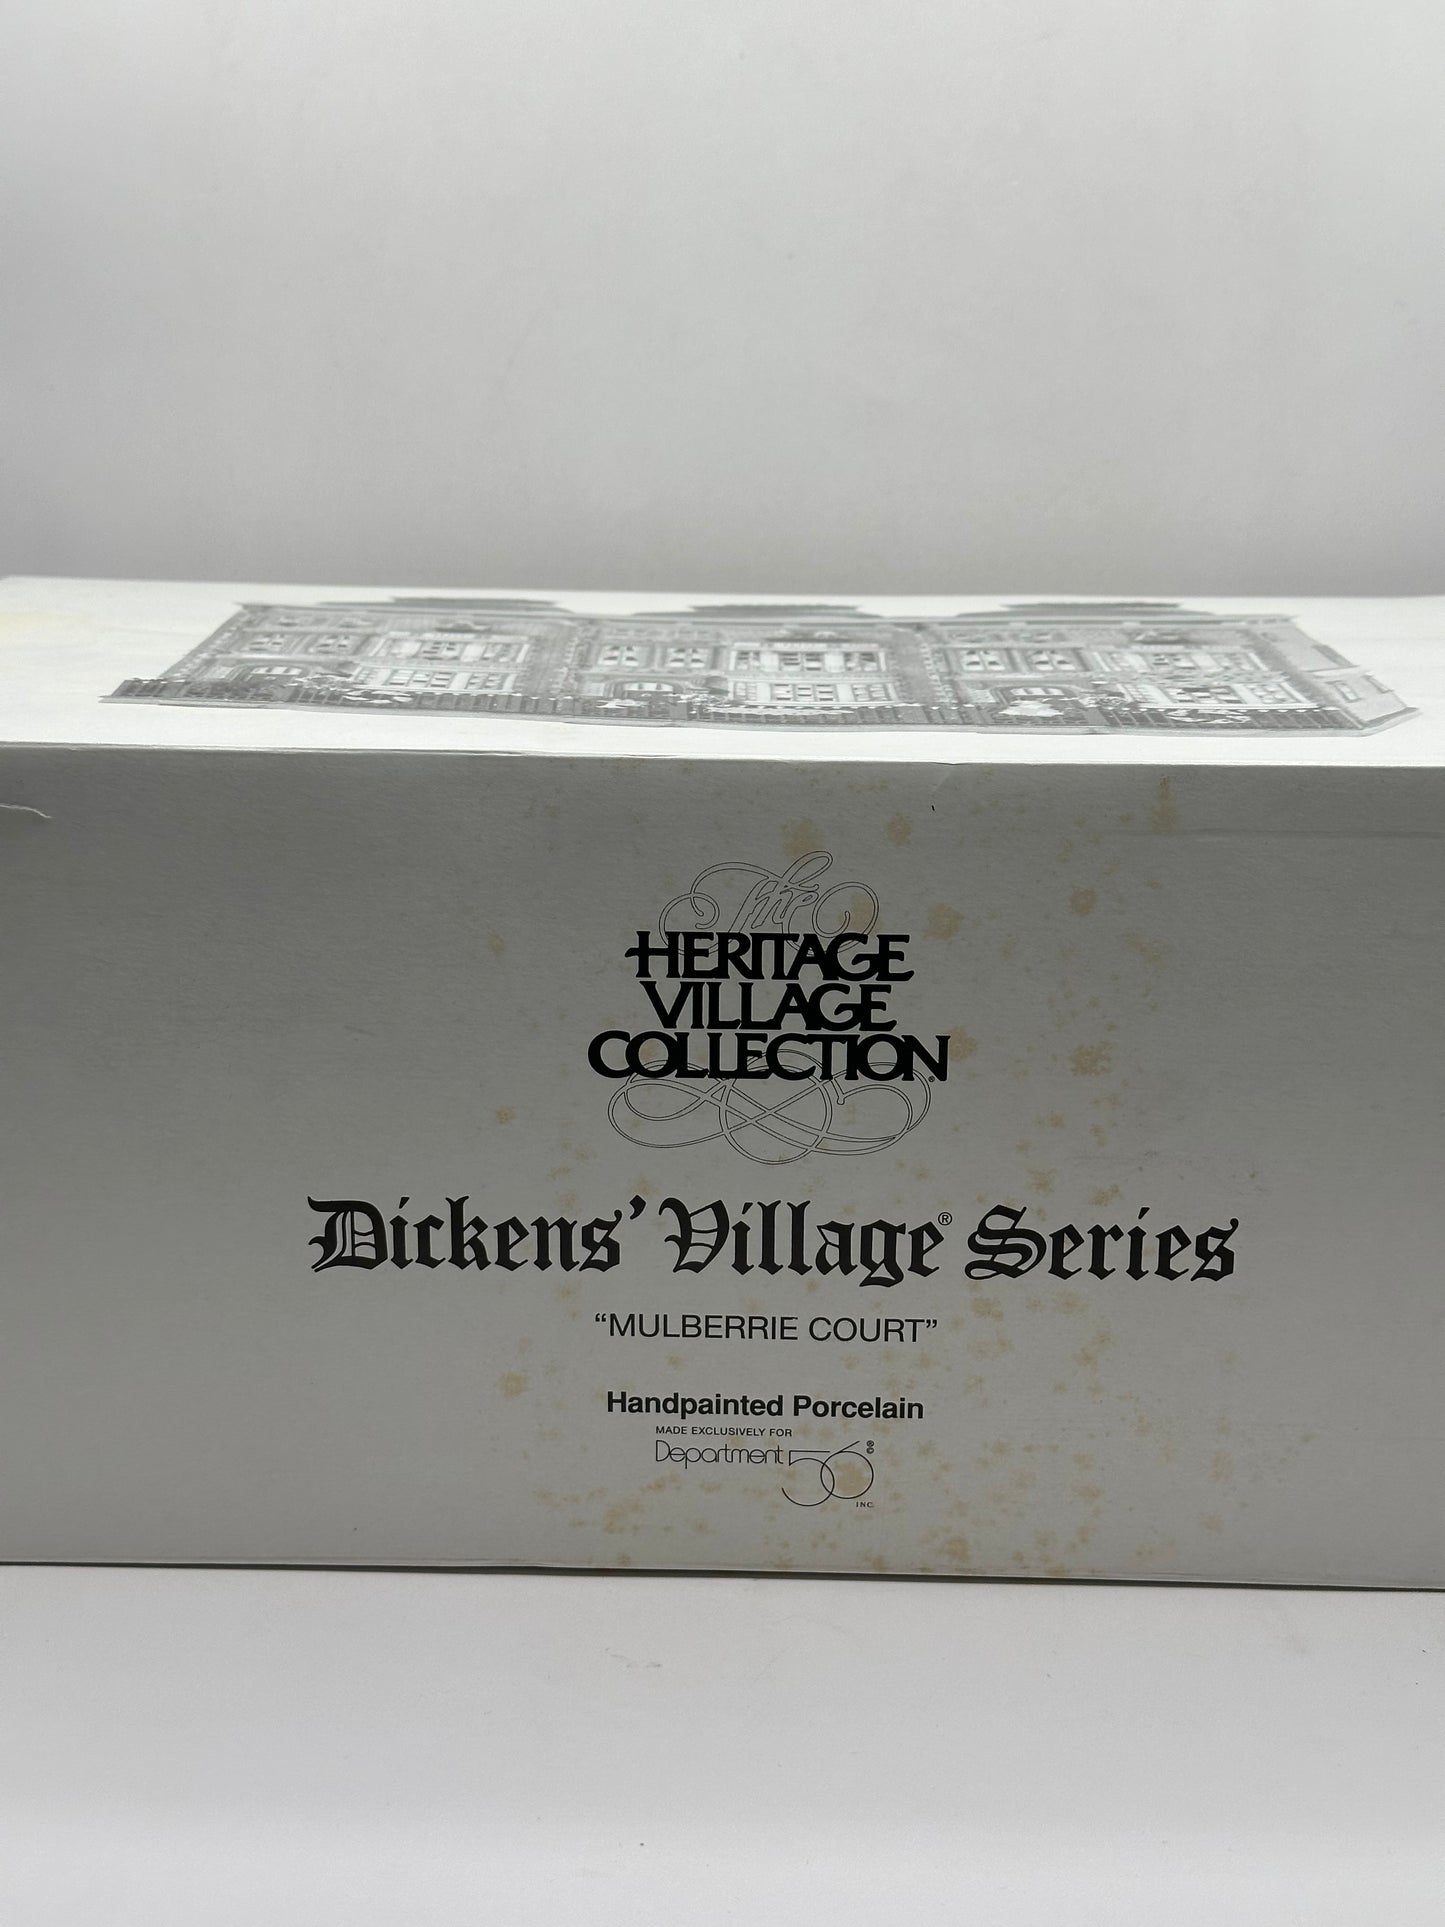 The
HERITAGE
VILLAGE
COLLECTION®
Dickens' Village® Series
“MULBERRIE COURT”
Handpainted Porcelain
MADE EXCLUSIVELY FOR
Department 56 ®©
INC.